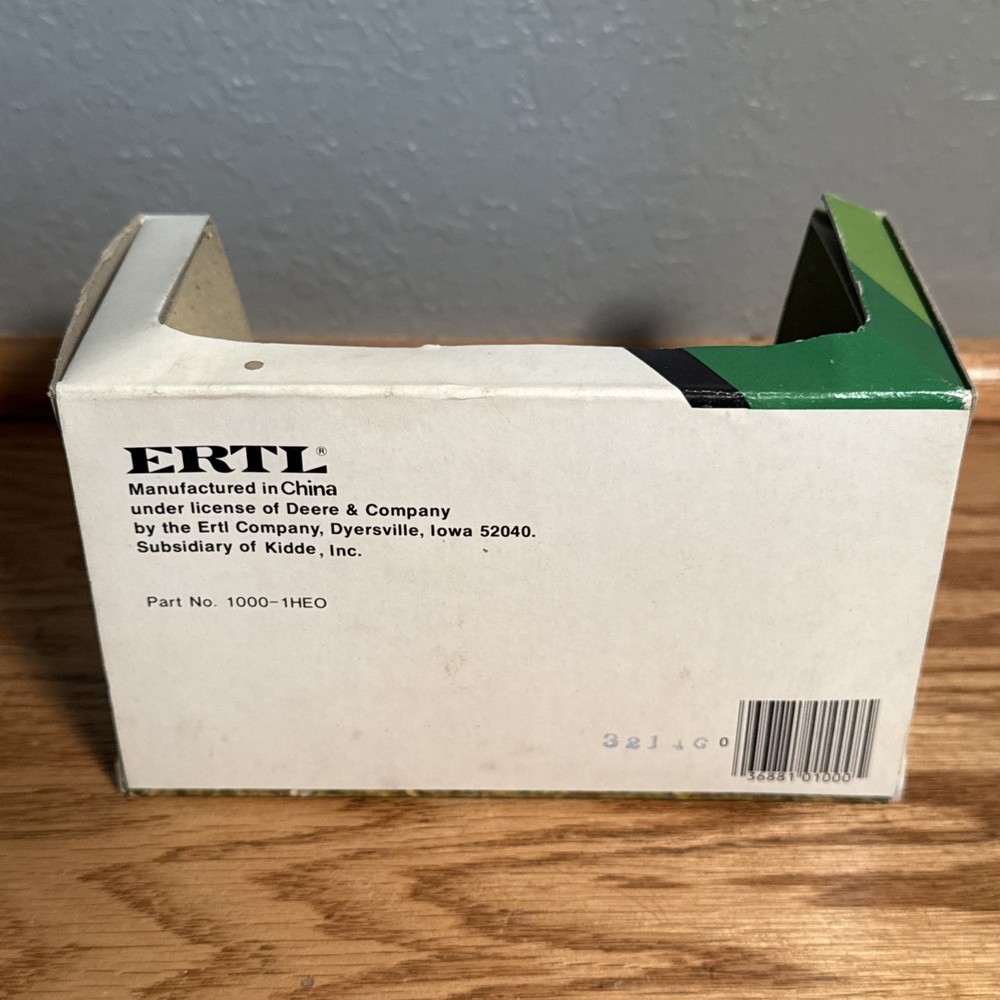 ERTL®
Manufactured in China
under license of Deere & Company
by the Ertl Company, Dyersville, Iowa 52040.
Subsidiary of Kidde, Inc.
Part No. 1000-1HEO
0
36881 01000